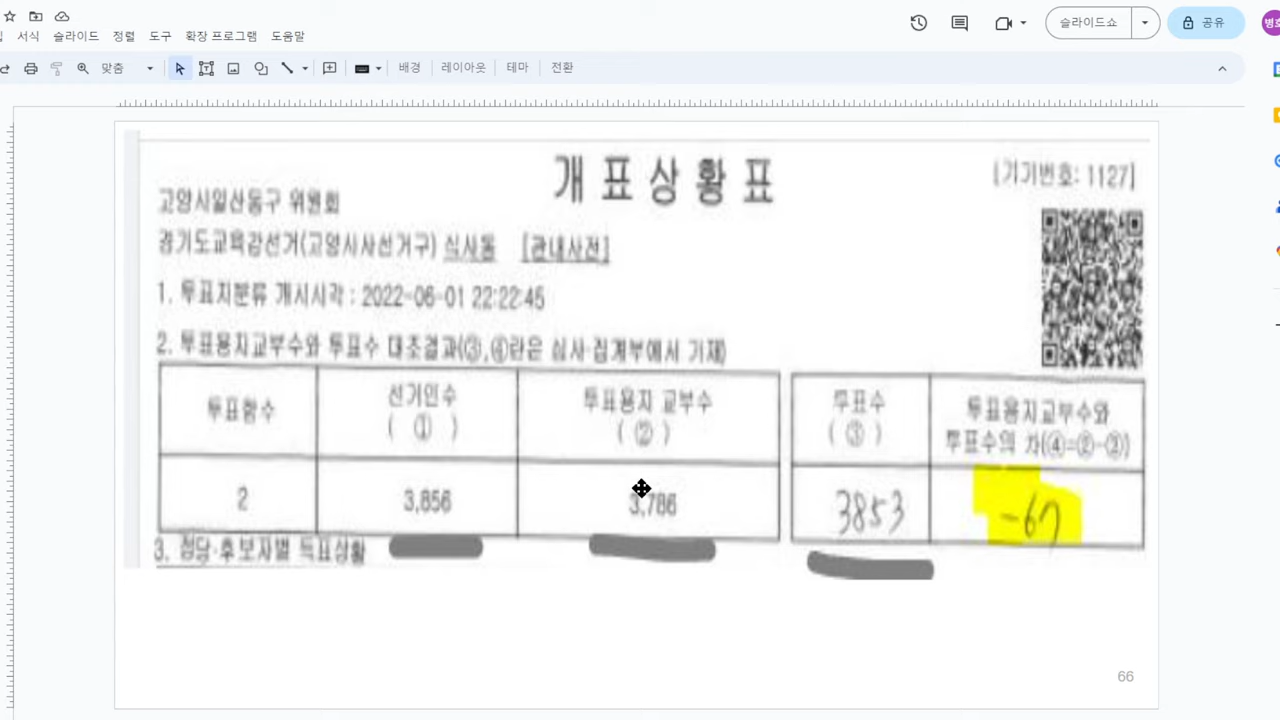 서식 슬라이드 정렬 도구 확장 프로그램 도움말
슬라이드쇼 공유
맞춤 배경 레이아웃 테마 전환
개표상황표
[기기번호: 1127]
고양시일산동구 위원회
경기도교육감선거(고양시사선거구) 식사동 [관내사전]
1. 투표지분류 개시시각 : 2022-06-01 22:22:45
2. 투표용지교부수와 투표수 대조결과(③,④란은 심사·집계부에서 기재)
투표함수
선거인수
( ① )
투표용지 교부수
( ② )
투표수
( ③ )
투표용지교부수와
투표수의 차(④=②-③)
2 3,856 3,786 3853 -67
3. 정당·후보자별 득표상황
66